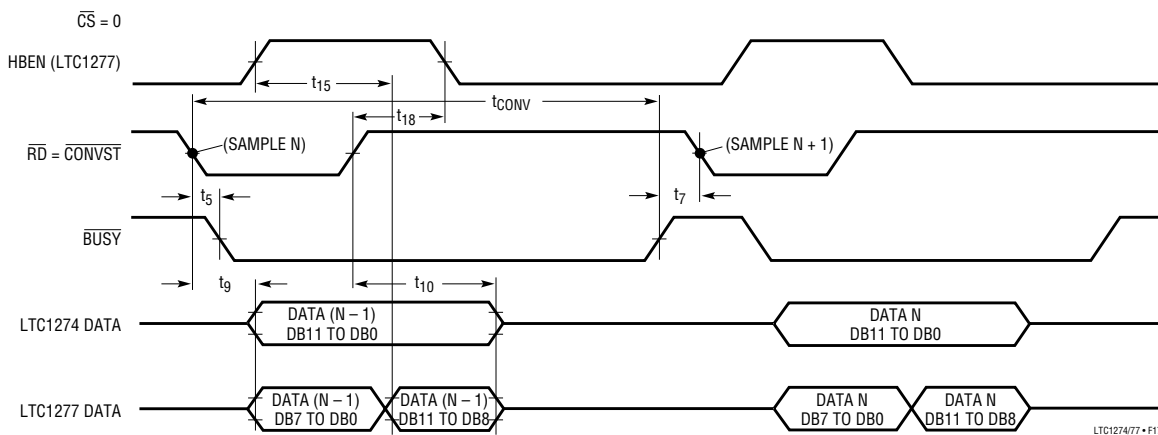 CS = 0
HBEN (LTC1277)
t15
tCONV
t18
RD = CONVST
(SAMPLE N)
(SAMPLE N + 1)
t5
t7
BUSY
t9
t10
LTC1274 DATA
DATA (N – 1)
DB11 TO DB0
DATA N
DB11 TO DB0
LTC1277 DATA
DATA (N – 1)
DB7 TO DB0
DATA (N – 1)
DB11 TO DB8
DATA N
DB7 TO DB0
DATA N
DB11 TO DB8
LTC1274/77 • F17